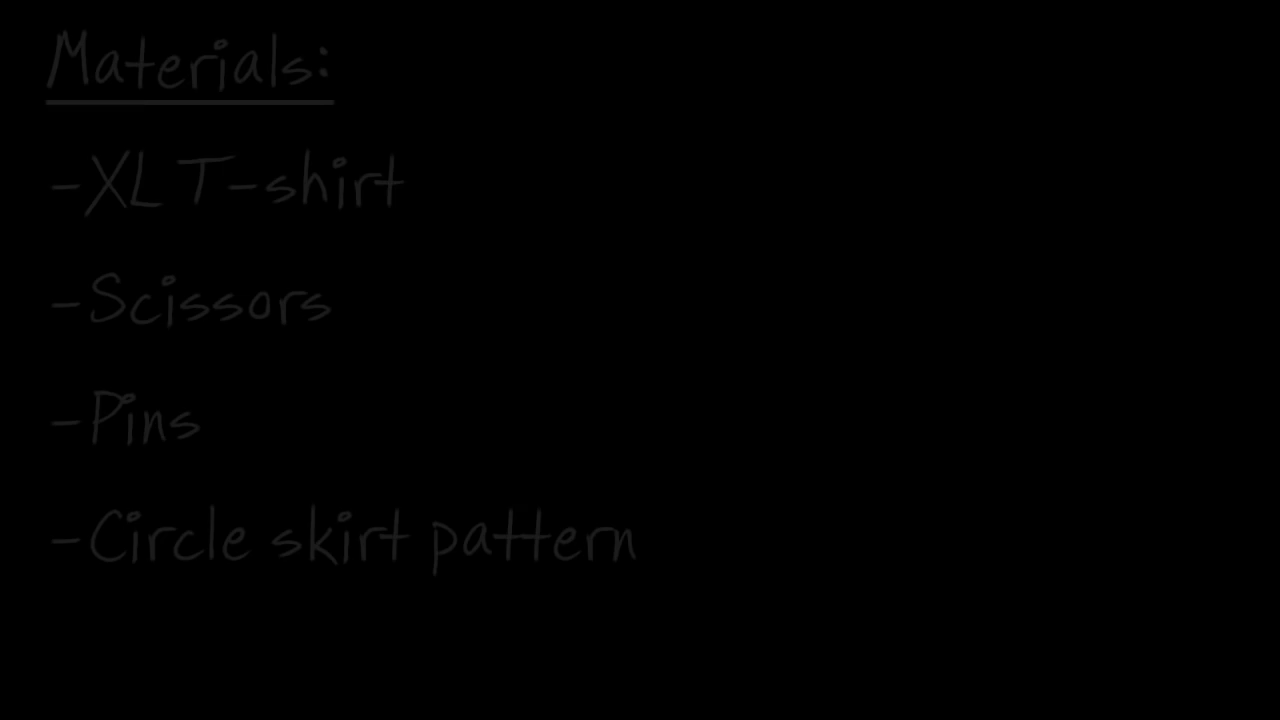 Materials:
-XL T-shirt
-Scissors
-Pins
-Circle skirt pattern